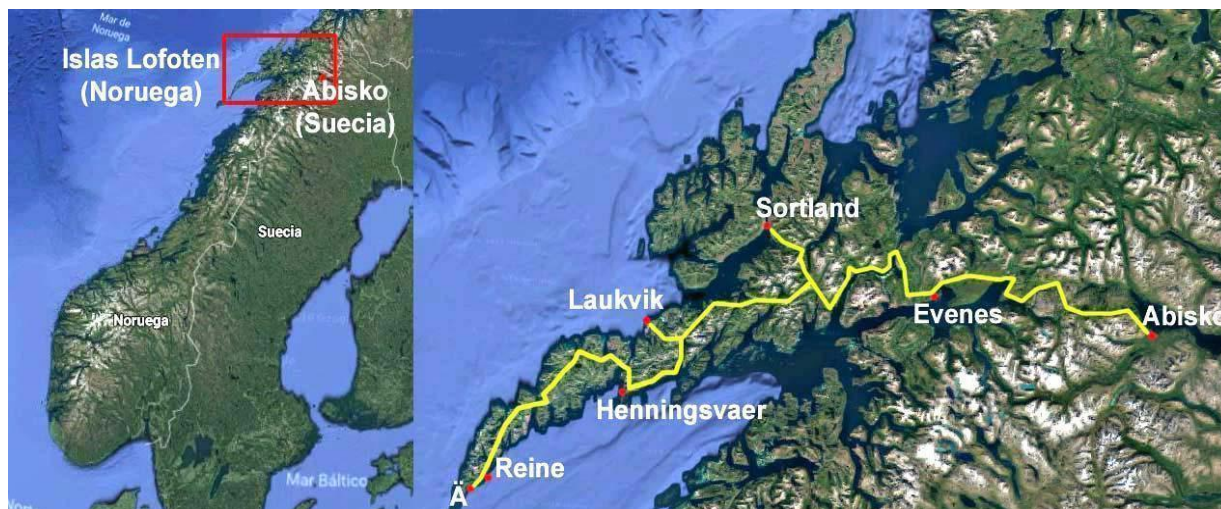 Mar de
Noruega
Islas Lofoten
(Noruega)
Abisko
(Suecia)
Suecia
Noruega
Mar Báltico
Sortland
Laukvik
Evenes
Abisko
Henningsvaer
Reine
Ä